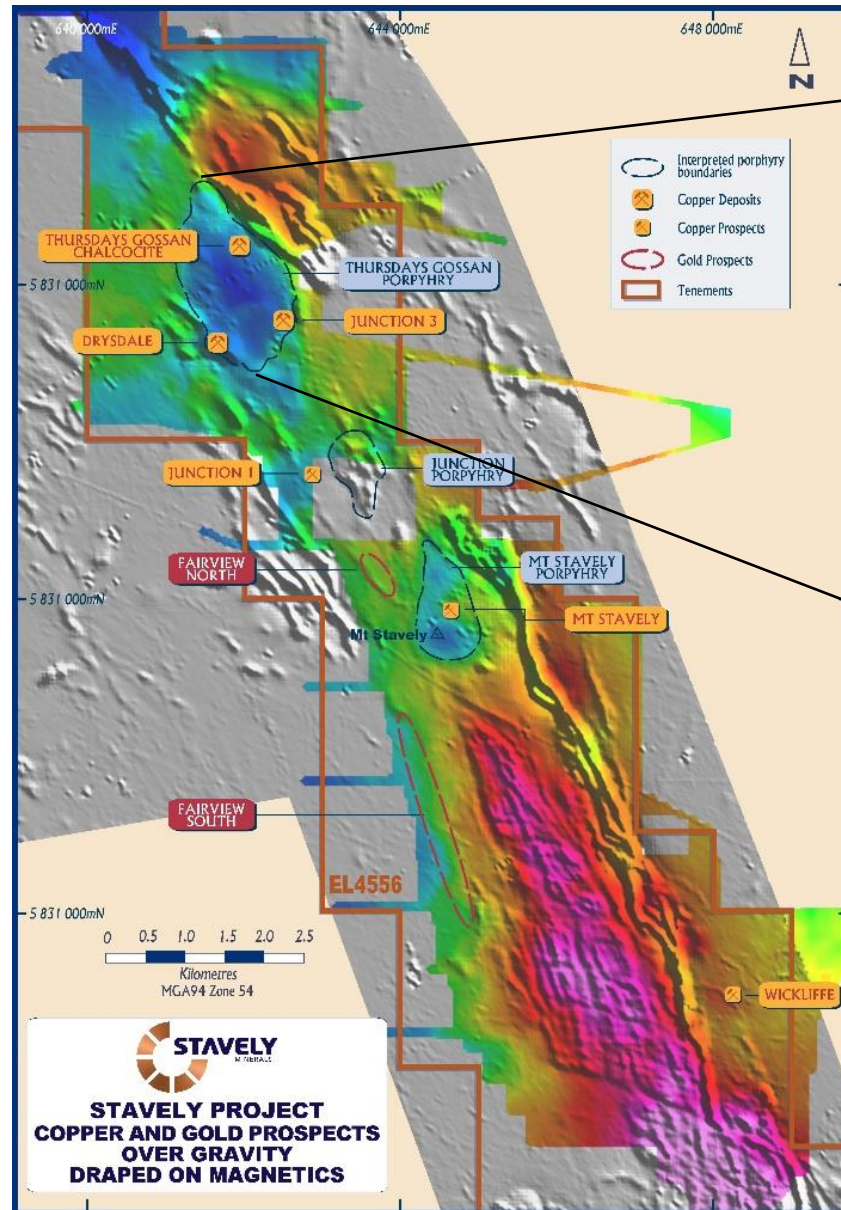 640 000mE
644 000mE
648 000mE
N
Interpreted porphyry
boundaries
Copper Deposits
Copper Prospects
Gold Prospects
Tenements
THURSDAYS GOSSAN
CHALCOCITE
THURSDAYS GOSSAN
PORPYHRY
5 831 000mN
JUNCTION 3
DRYSDALE
JUNCTION 1
JUNCTION
PORPYHRY
FAIRVIEW
NORTH
MT STAVELY
PORPYHRY
5 831 000mN
MT STAVELY
Mt Stavely
FAIRVIEW
SOUTH
EL4556
5 831 000mN
0 0.5 1.0 1.5 2.0 2.5
Kilometres
MGA94 Zone 54
WICKLIFFE
STAVELY
MINERALS
STAVELY PROJECT
COPPER AND GOLD PROSPECTS
OVER GRAVITY
DRAPED ON MAGNETICS